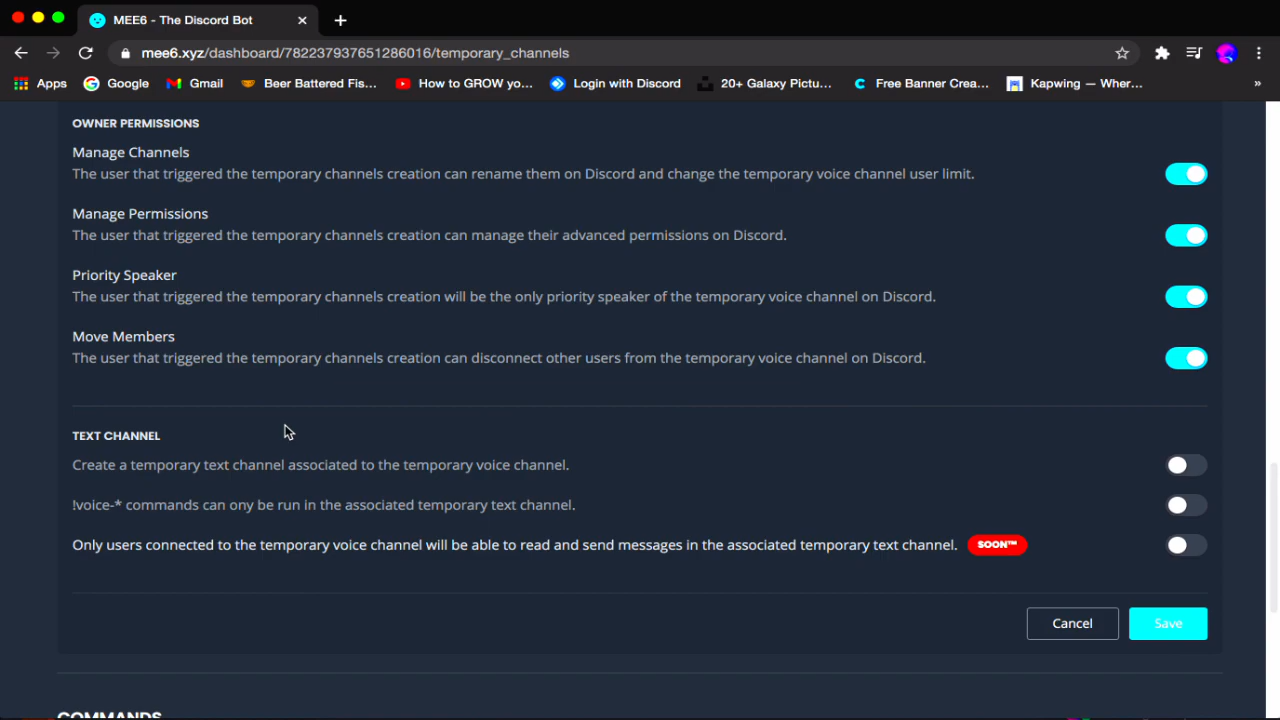 MEE6 - The Discord Bot
mee6.xyz/dashboard/782237937651286016/temporary_channels
Apps Google Gmail Beer Battered Fis... How to GROW yo... Login with Discord 20+ Galaxy Pictu... Free Banner Crea... Kapwing — Wher... »
OWNER PERMISSIONS
Manage Channels
The user that triggered the temporary channels creation can rename them on Discord and change the temporary voice channel user limit.
Manage Permissions
The user that triggered the temporary channels creation can manage their advanced permissions on Discord.
Priority Speaker
The user that triggered the temporary channels creation will be the only priority speaker of the temporary voice channel on Discord.
Move Members
The user that triggered the temporary channels creation can disconnect other users from the temporary voice channel on Discord.
TEXT CHANNEL
Create a temporary text channel associated to the temporary voice channel.
!voice-* commands can ony be run in the associated temporary text channel.
Only users connected to the temporary voice channel will be able to read and send messages in the associated temporary text channel. SOON™
Cancel Save
COMMANDS